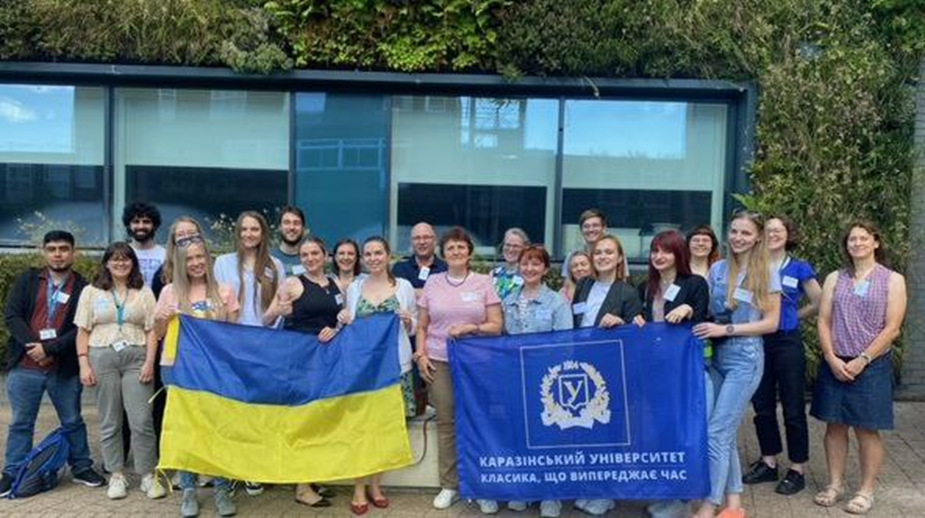 1804
У
КАРАЗІНСЬКИЙ УНІВЕРСИТЕТ
КЛАСИКА, ЩО ВИПЕРЕДЖАЄ ЧАС